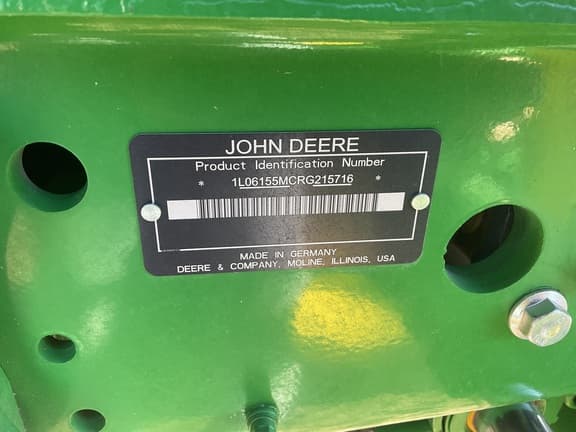 JOHN DEERE
Product Identification Number
* 1L06155MCRG215716 *
MADE IN GERMANY
DEERE & COMPANY, MOLINE, ILLINOIS, USA